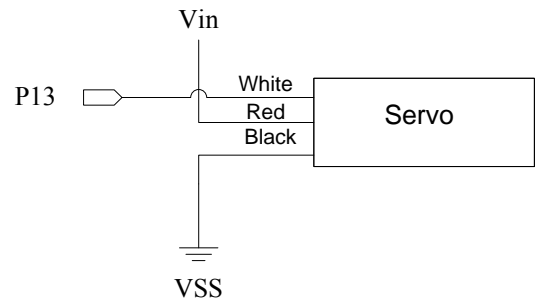 Vin
P13
White
Red
Black
Servo
VSS